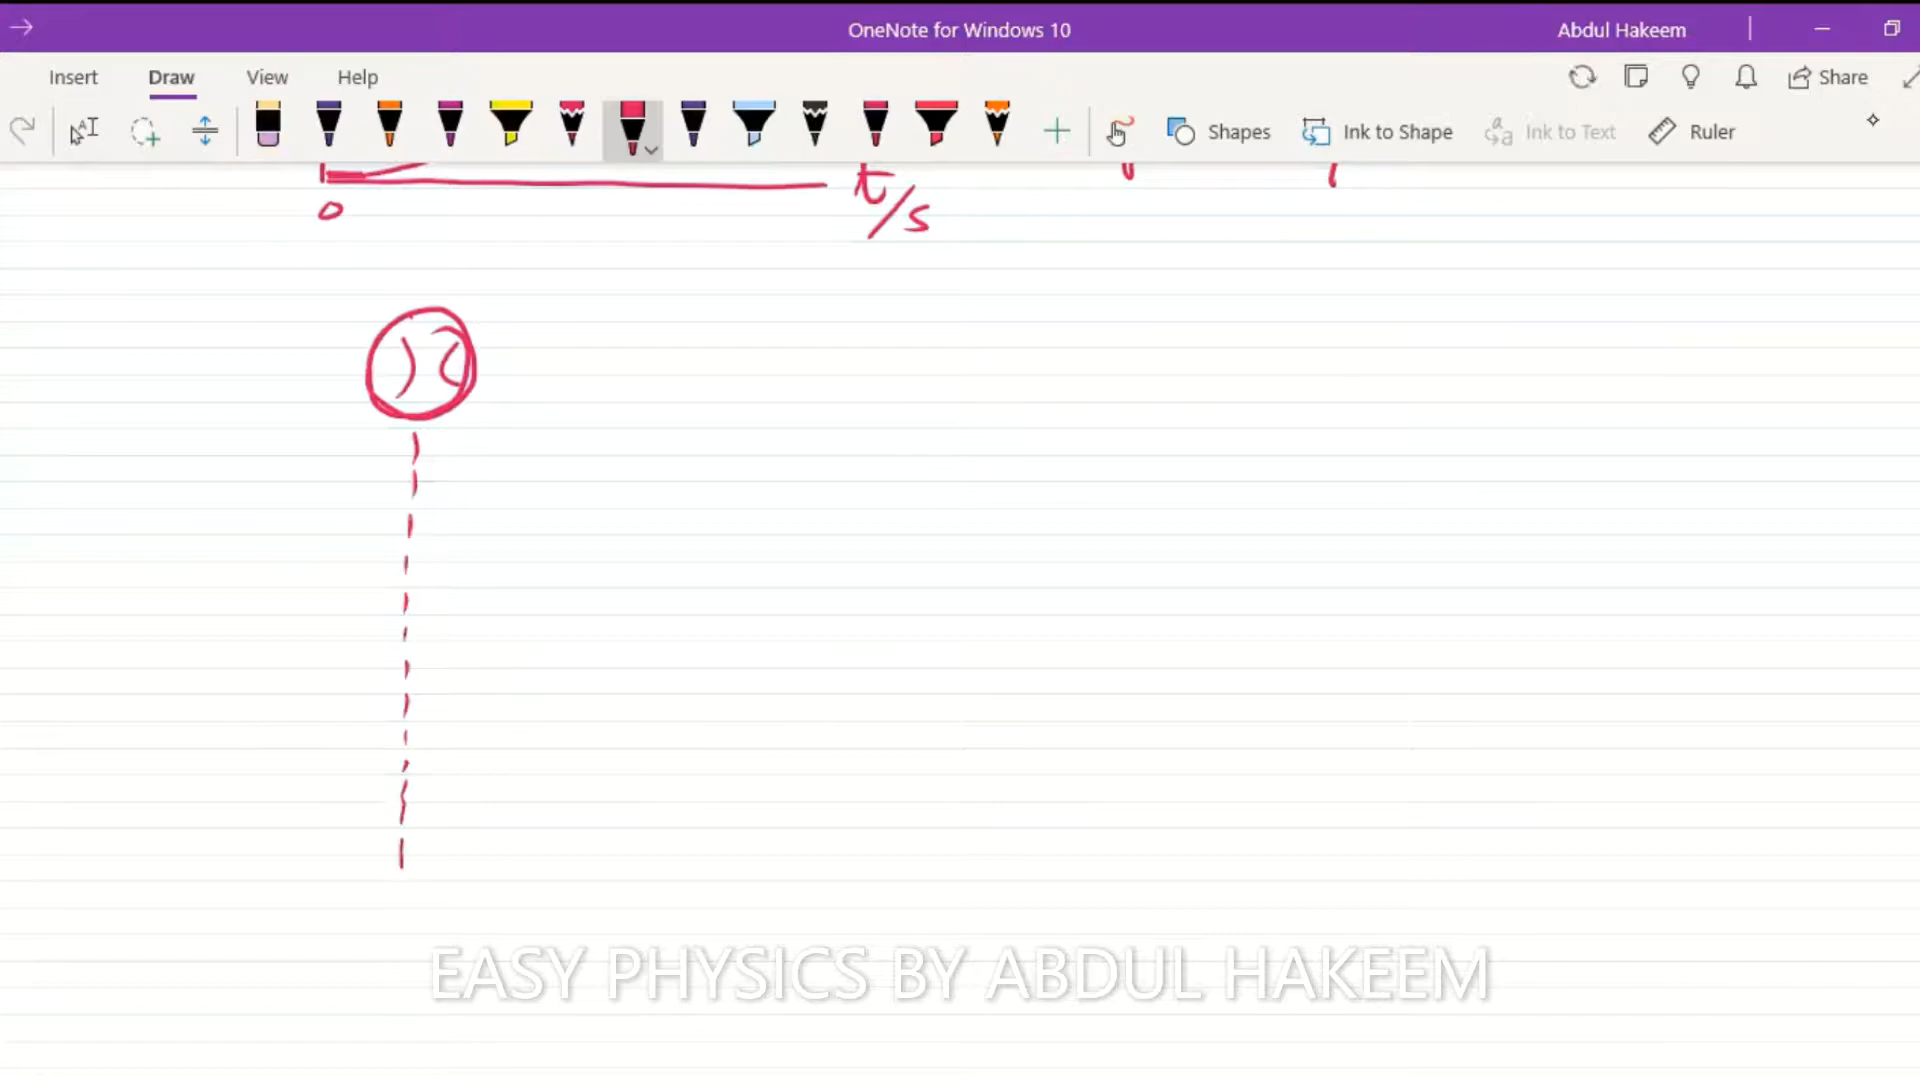 OneNote for Windows 10
Abdul Hakeem
Insert Draw View Help
Share
Shapes Ink to Shape Ink to Text Ruler
t/s
0
EASY PHYSICS BY ABDUL HAKEEM